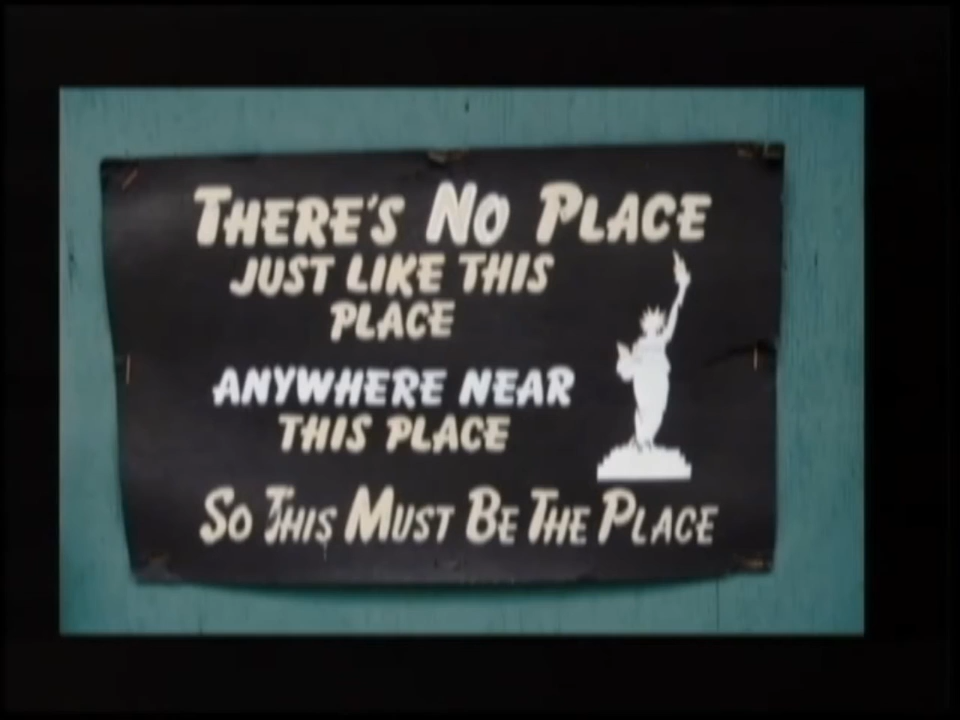 THERE'S NO PLACE
JUST LIKE THIS
PLACE
ANYWHERE NEAR
THIS PLACE
SO THIS MUST BE THE PLACE